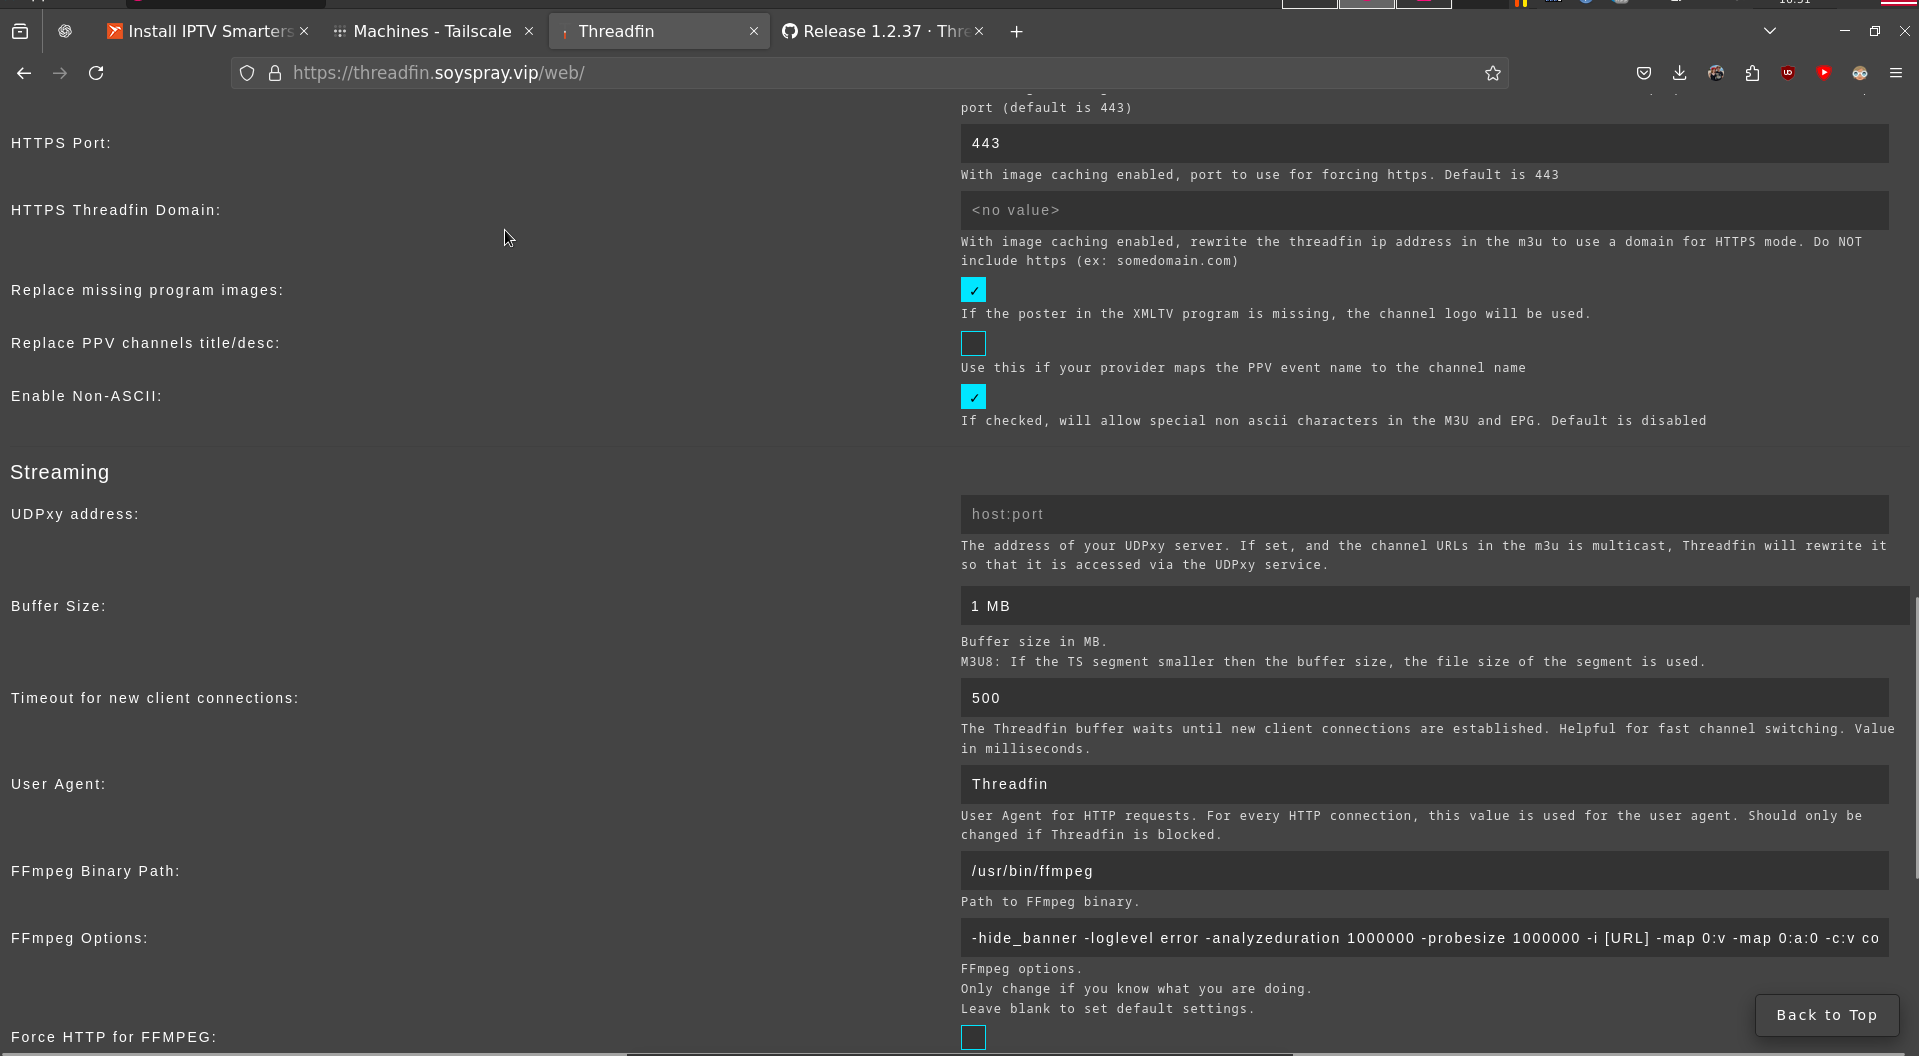 Install IPTV Smarters
Machines - Tailscale
Threadfin
Release 1.2.37 · Thre
https://threadfin.soyspray.vip/web/
port (default is 443)
HTTPS Port:
443
With image caching enabled, port to use for forcing https. Default is 443
HTTPS Threadfin Domain:
<no value>
With image caching enabled, rewrite the threadfin ip address in the m3u to use a domain for HTTPS mode. Do NOT
include https (ex: somedomain.com)
Replace missing program images:
If the poster in the XMLTV program is missing, the channel logo will be used.
Replace PPV channels title/desc:
Use this if your provider maps the PPV event name to the channel name
Enable Non-ASCII:
If checked, will allow special non ascii characters in the M3U and EPG. Default is disabled
Streaming
UDPxy address:
host:port
The address of your UDPxy server. If set, and the channel URLs in the m3u is multicast, Threadfin will rewrite it
so that it is accessed via the UDPxy service.
Buffer Size:
1 MB
Buffer size in MB.
M3U8: If the TS segment smaller then the buffer size, the file size of the segment is used.
Timeout for new client connections:
500
The Threadfin buffer waits until new client connections are established. Helpful for fast channel switching. Value
in milliseconds.
User Agent:
Threadfin
User Agent for HTTP requests. For every HTTP connection, this value is used for the user agent. Should only be
changed if Threadfin is blocked.
FFmpeg Binary Path:
/usr/bin/ffmpeg
Path to FFmpeg binary.
FFmpeg Options:
-hide_banner -loglevel error -analyzeduration 1000000 -probesize 1000000 -i [URL] -map 0:v -map 0:a:0 -c:v co
FFmpeg options.
Only change if you know what you are doing.
Leave blank to set default settings.
Back to Top
Force HTTP for FFMPEG: